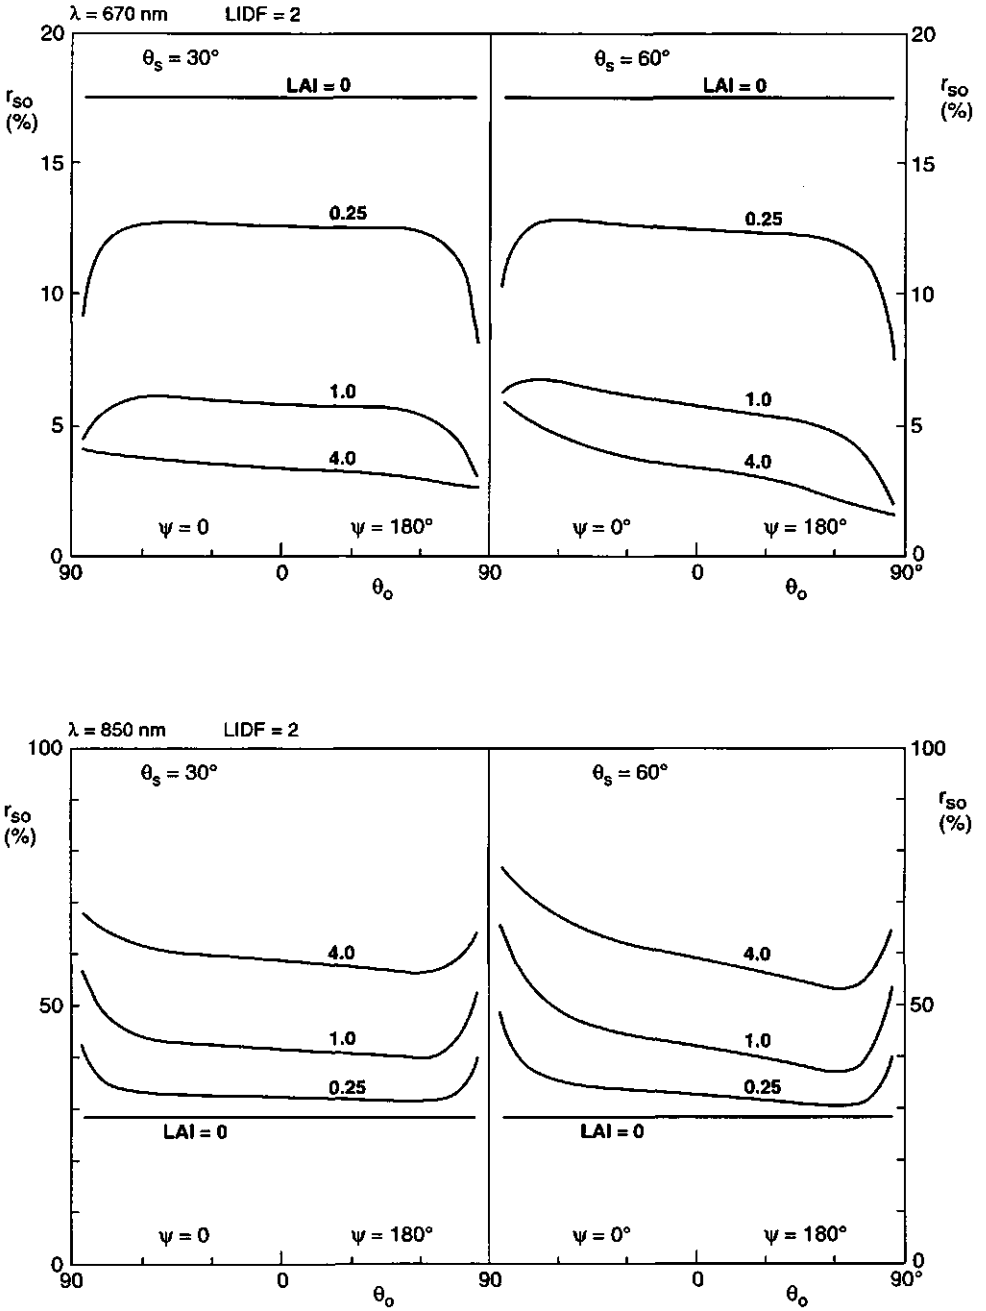 λ = 670 nm LIDF = 2
20 20
θs = 30° θs = 60°
LAI = 0 LAI = 0
rso (%) rso (%)
15 15
0.25 0.25
10 10
1.0 1.0
5 5
4.0 4.0
ψ = 0 ψ = 180° ψ = 0° ψ = 180°
0 0
90 0 90 0 90°
θo θo
λ = 850 nm LIDF = 2
100 100
θs = 30° θs = 60°
rso (%) rso (%)
4.0 4.0
50 50
1.0 1.0
0.25 0.25
LAI = 0 LAI = 0
ψ = 0 ψ = 180° ψ = 0° ψ = 180°
0 0
90 0 90 0 90°
θo θo